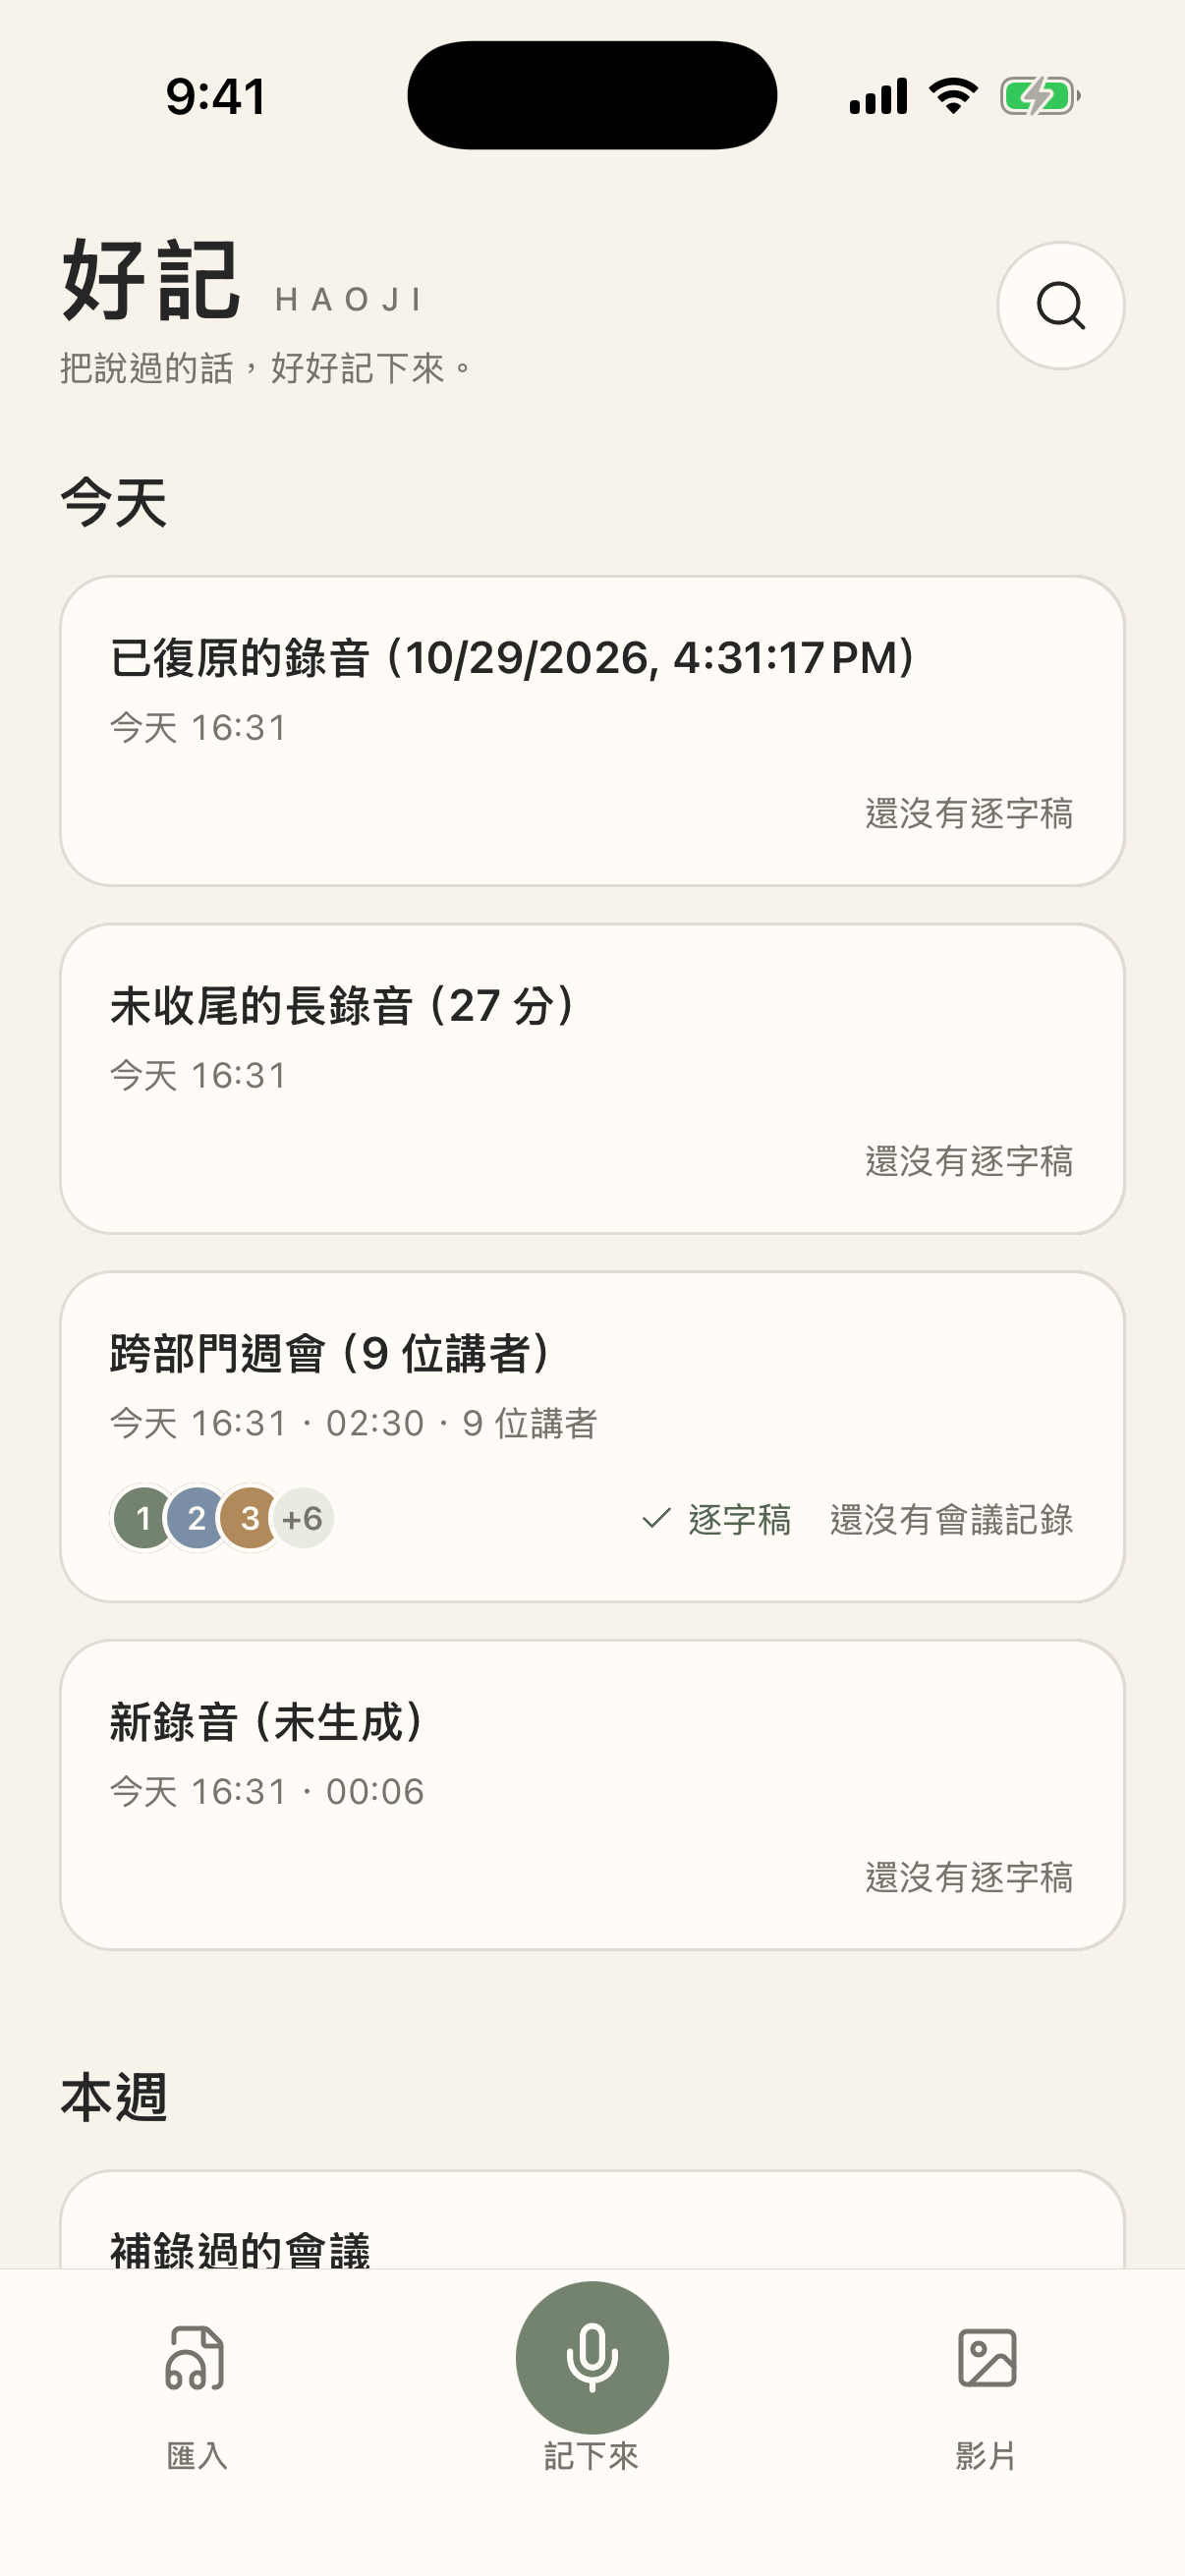 9:41
好記 HAOJI
把說過的話，好好記下來。
今天
已復原的錄音（10/29/2026, 4:31:17 PM）
今天 16:31
還沒有逐字稿
未收尾的長錄音（27 分）
今天 16:31
還沒有逐字稿
跨部門週會（9 位講者）
今天 16:31 · 02:30 · 9 位講者
1 2 3 +6 ✓ 逐字稿 還沒有會議記錄
新錄音（未生成）
今天 16:31 · 00:06
還沒有逐字稿
本週
補錄過的會議
匯入 記下來 影片